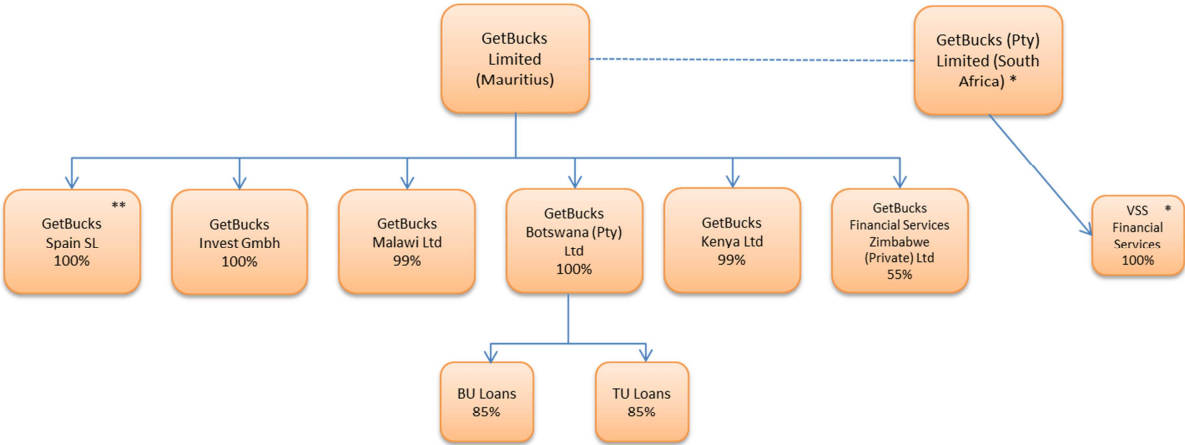 GetBucks
Limited
(Mauritius)
GetBucks (Pty)
Limited (South
Africa) *
**
GetBucks
Spain SL
100%
GetBucks
Invest Gmbh
100%
GetBucks
Malawi Ltd
99%
GetBucks
Botswana (Pty)
Ltd
100%
GetBucks
Kenya Ltd
99%
GetBucks
Financial Services
Zimbabwe
(Private) Ltd
55%
VSS *
Financial
Services
100%
BU Loans
85%
TU Loans
85%